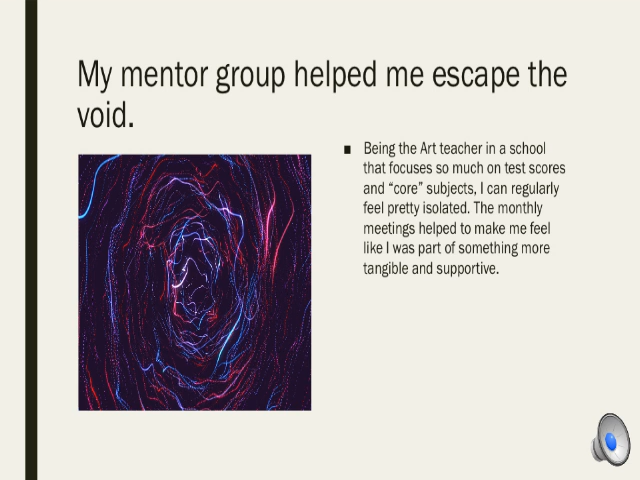 My mentor group helped me escape the
void.
■ Being the Art teacher in a school
that focuses so much on test scores
and “core” subjects, I can regularly
feel pretty isolated. The monthly
meetings helped to make me feel
like I was part of something more
tangible and supportive.